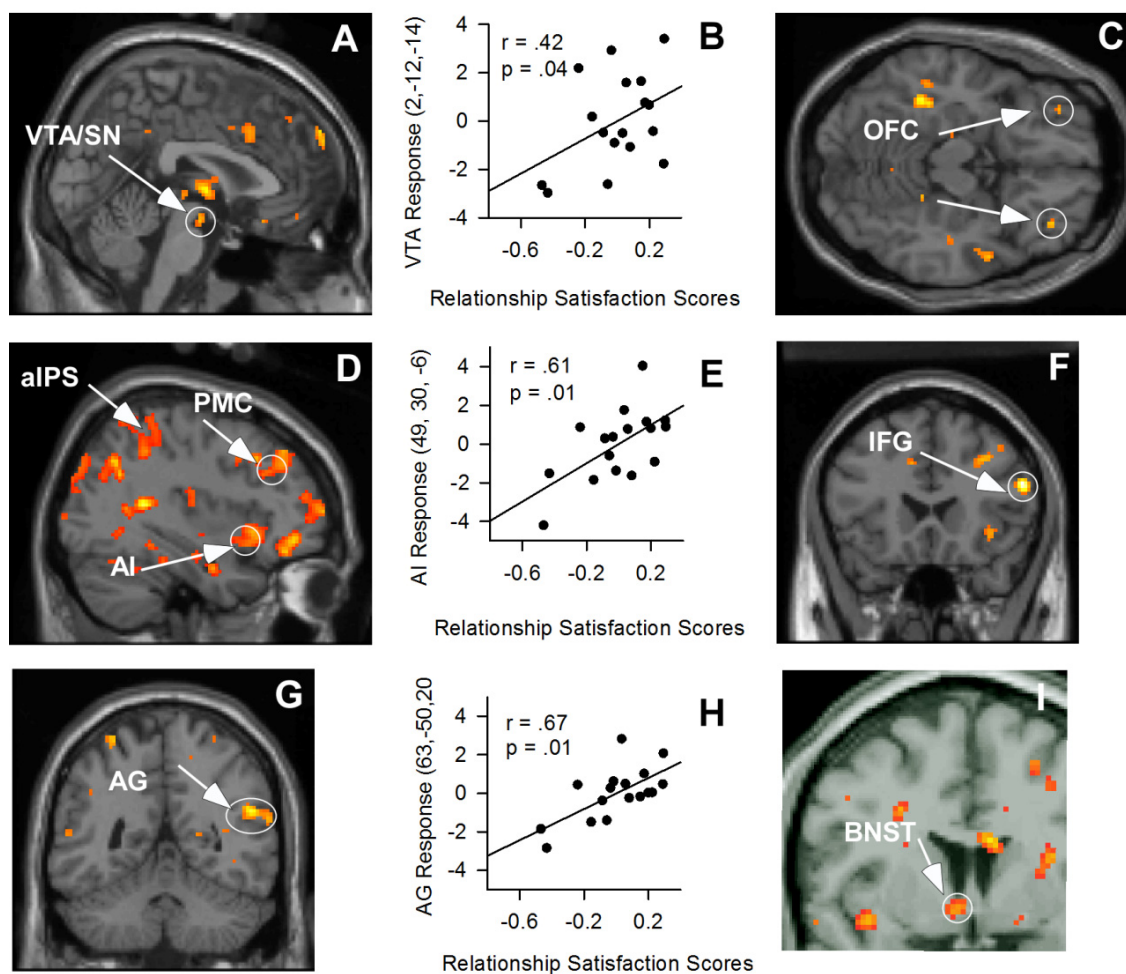 A
VTA/SN
VTA Response (2,-12,-14)
4
2
0
-2
-4
r = .42
p = .04
B
-0.6 -0.2 0.2
Relationship Satisfaction Scores
C
OFC
D
aIPS
PMC
AI
AI Response (49, 30, -6)
4
2
0
-2
-4
r = .61
p = .01
E
-0.6 -0.2 0.2
Relationship Satisfaction Scores
F
IFG
G
AG
AG Response (63,-50,20
4
2
0
-2
-4
r = .67
p = .01
H
-0.6 -0.2 0.2
Relationship Satisfaction Scores
I
BNST